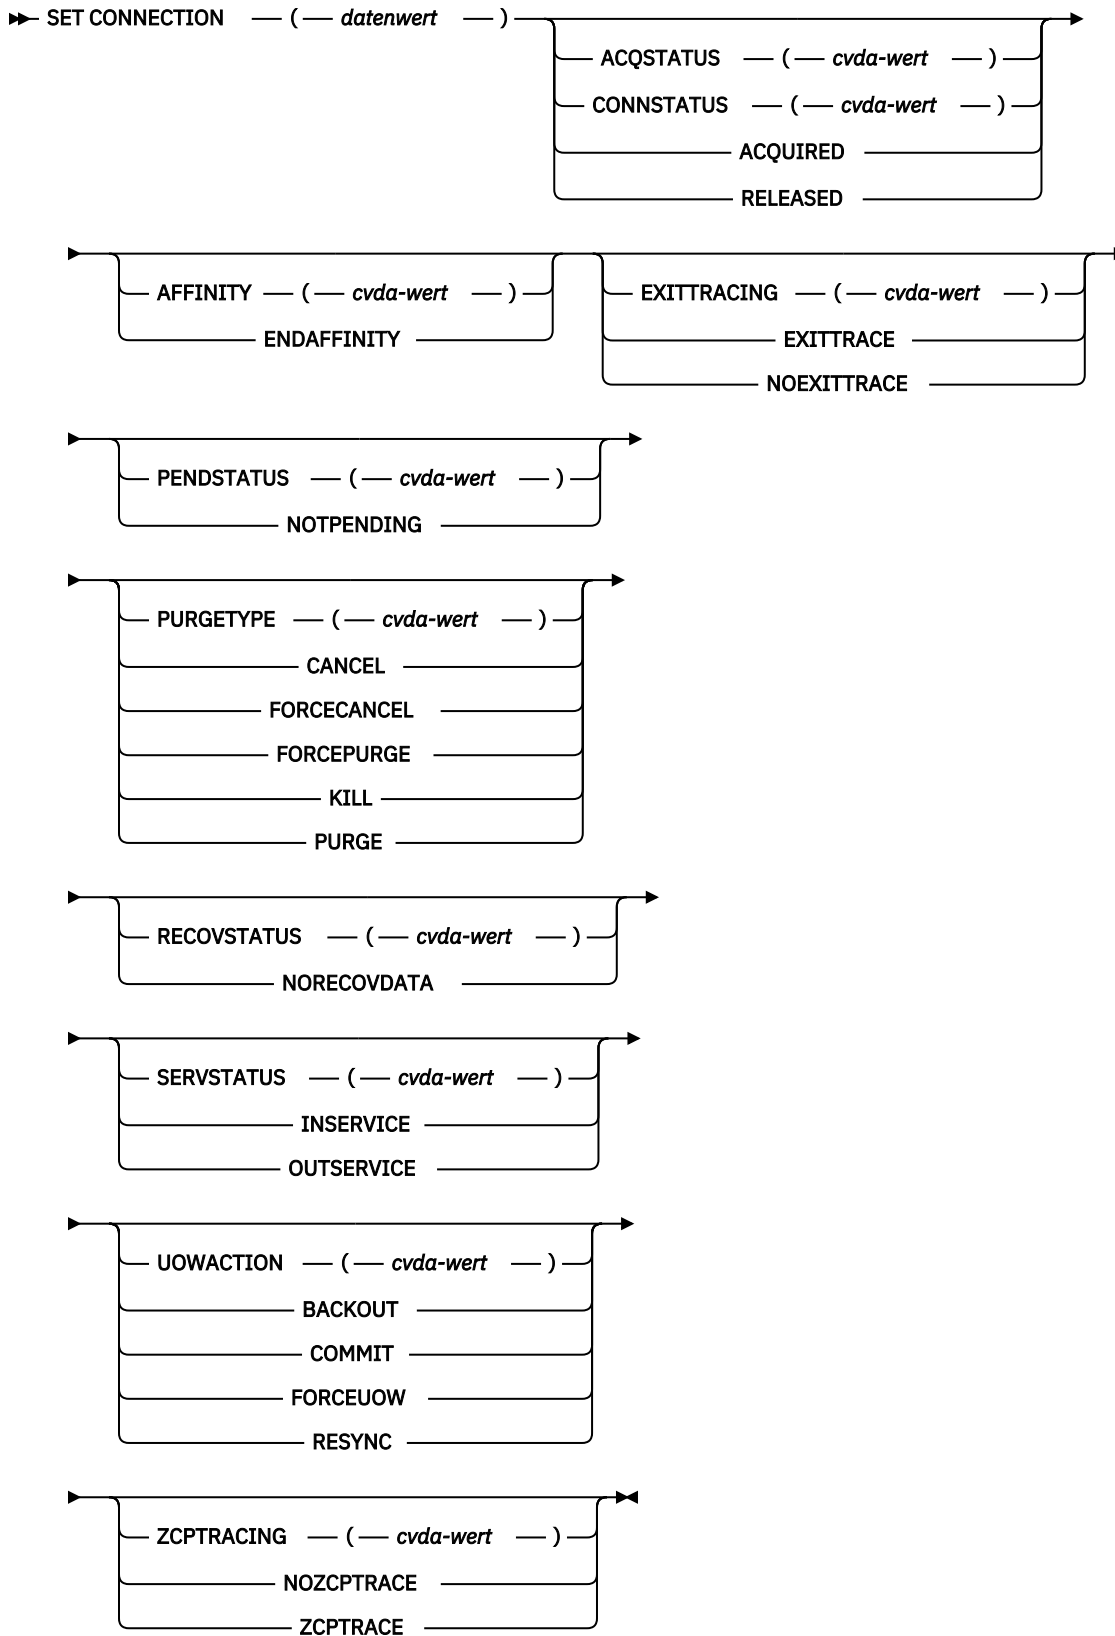 SET CONNECTION ( datenwert )
ACQSTATUS ( cvda-wert )
CONNSTATUS ( cvda-wert )
ACQUIRED
RELEASED
AFFINITY ( cvda-wert )
ENDAFFINITY
EXITTRACING ( cvda-wert )
EXITTRACE
NOEXITTRACE
PENDSTATUS ( cvda-wert )
NOTPENDING
PURGETYPE ( cvda-wert )
CANCEL
FORCECANCEL
FORCEPURGE
KILL
PURGE
RECOVSTATUS ( cvda-wert )
NORECOVDATA
SERVSTATUS ( cvda-wert )
INSERVICE
OUTSERVICE
UOWACTION ( cvda-wert )
BACKOUT
COMMIT
FORCEUOW
RESYNC
ZCPTRACING ( cvda-wert )
NOZCPTRACE
ZCPTRACE